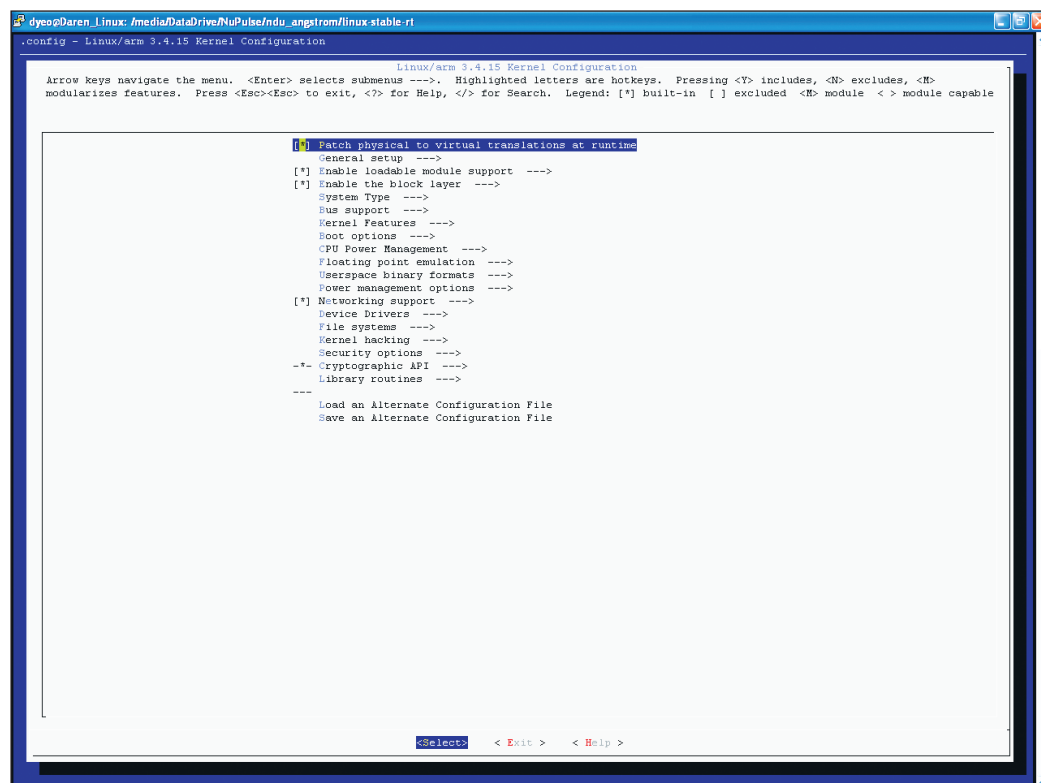 dyeo@Daren_Linux: /media/DataDrive/NuPulse/ndu_angstrom/linux-stable-rt
.config - Linux/arm 3.4.15 Kernel Configuration
Linux/arm 3.4.15 Kernel Configuration
Arrow keys navigate the menu.  <Enter> selects submenus --->.  Highlighted letters are hotkeys.  Pressing <Y> includes, <N> excludes, <M>
modularizes features.  Press <Esc><Esc> to exit, <?> for Help, </> for Search.  Legend: [*] built-in  [ ] excluded  <M> module  < > module capable
[*] Patch physical to virtual translations at runtime
General setup  --->
[*] Enable loadable module support  --->
[*] Enable the block layer  --->
System Type  --->
Bus support  --->
Kernel Features  --->
Boot options  --->
CPU Power Management  --->
Floating point emulation  --->
Userspace binary formats  --->
Power management options  --->
[*] Networking support  --->
Device Drivers  --->
File systems  --->
Kernel hacking  --->
Security options  --->
-*- Cryptographic API  --->
Library routines  --->
---
Load an Alternate Configuration File
Save an Alternate Configuration File
<Select>    < Exit >    < Help >